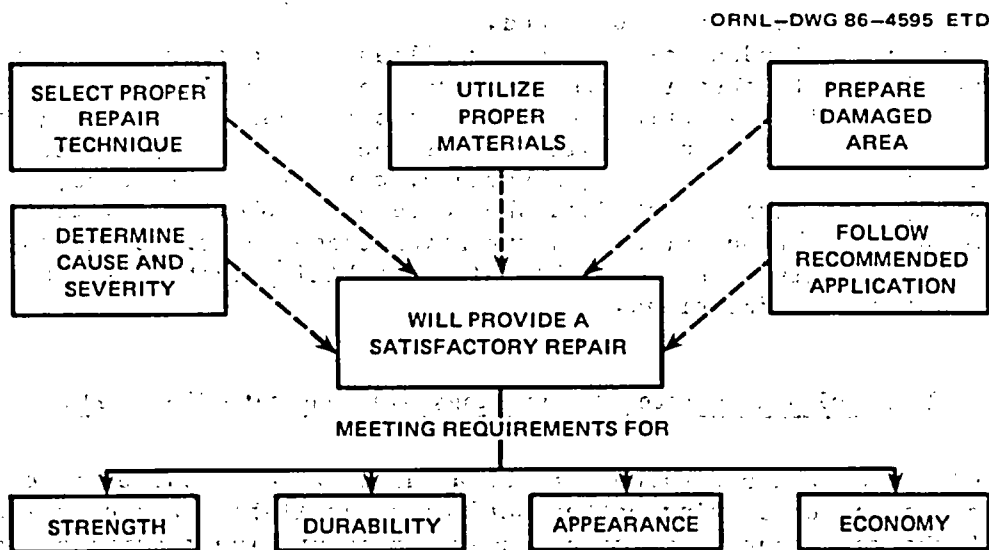 ORNL–DWG 86–4595 ETD
SELECT PROPER
REPAIR
TECHNIQUE
UTILIZE
PROPER
MATERIALS
PREPARE
DAMAGED
AREA
DETERMINE
CAUSE AND
SEVERITY
FOLLOW
RECOMMENDED
APPLICATION
WILL PROVIDE A
SATISFACTORY REPAIR
MEETING REQUIREMENTS FOR
STRENGTH
DURABILITY
APPEARANCE
ECONOMY